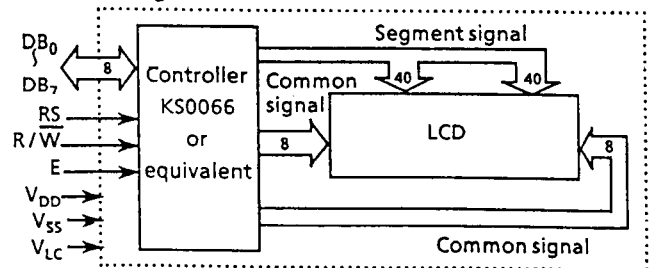 DB0
DB7
8
RS
R/W̅
E
VDD
VSS
VLC
Controller
KS0066
or
equivalent
Segment signal
40
40
Common
signal
8
LCD
8
Common signal